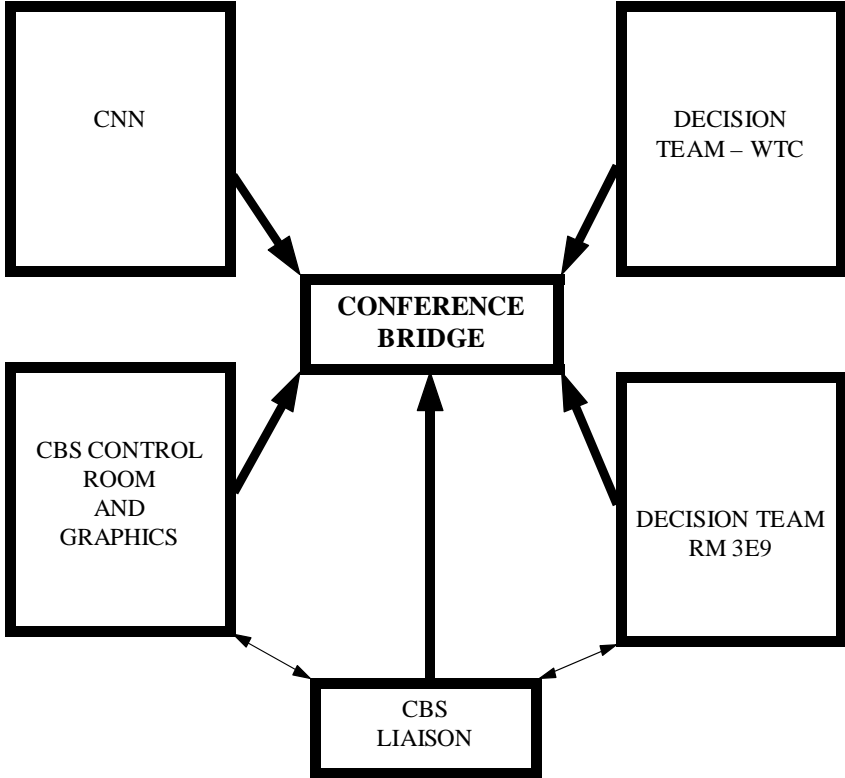 CNN
DECISION
TEAM – WTC
CONFERENCE
BRIDGE
CBS CONTROL
ROOM
AND
GRAPHICS
DECISION TEAM
RM 3E9
CBS
LIAISON